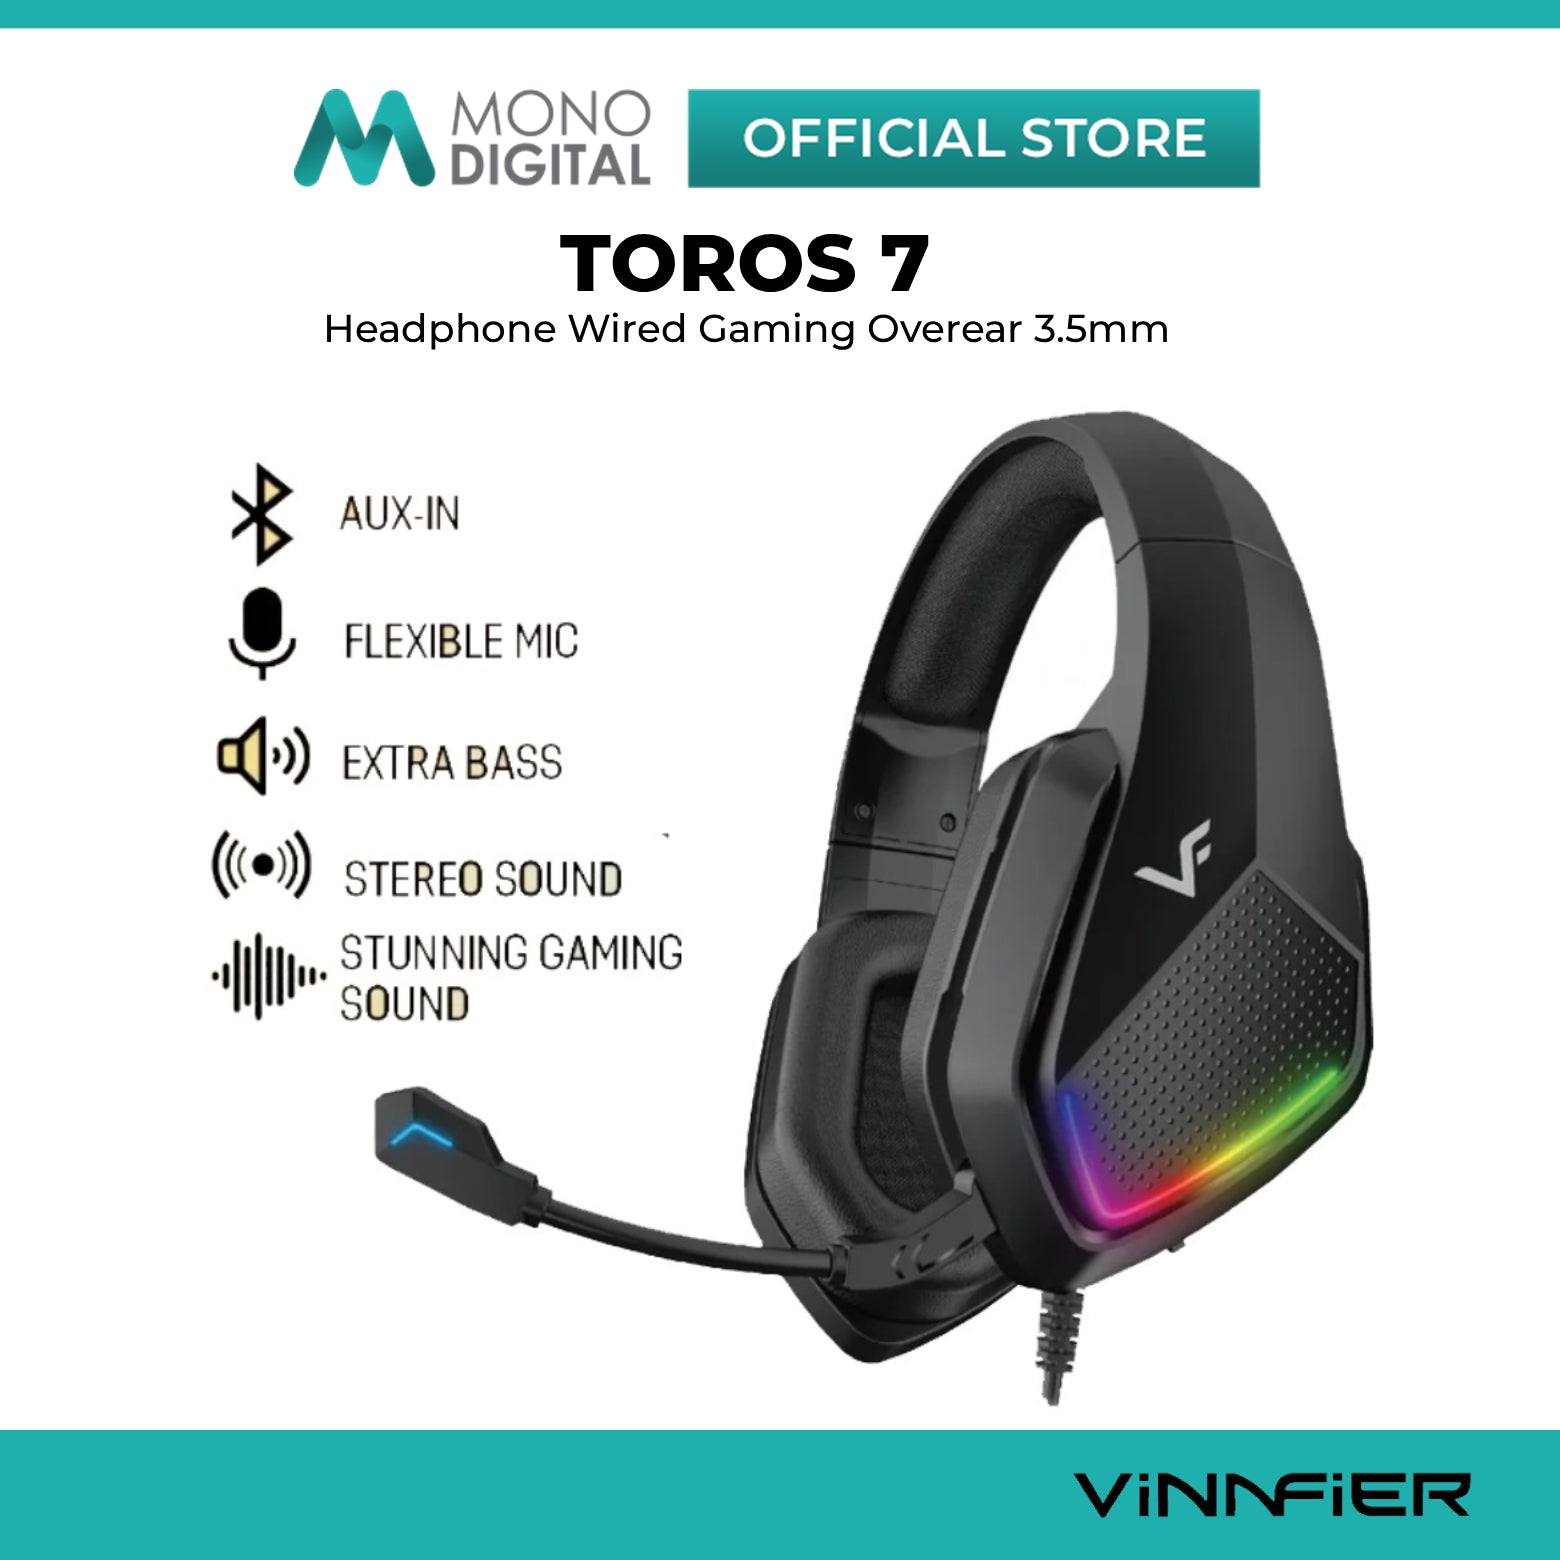 MONO
DIGITAL
OFFICIAL STORE
TOROS 7
Headphone Wired Gaming Overear 3.5mm
AUX-IN
FLEXIBLE MIC
EXTRA BASS
STEREO SOUND
STUNNING GAMING
SOUND
VF
ViNNFiER